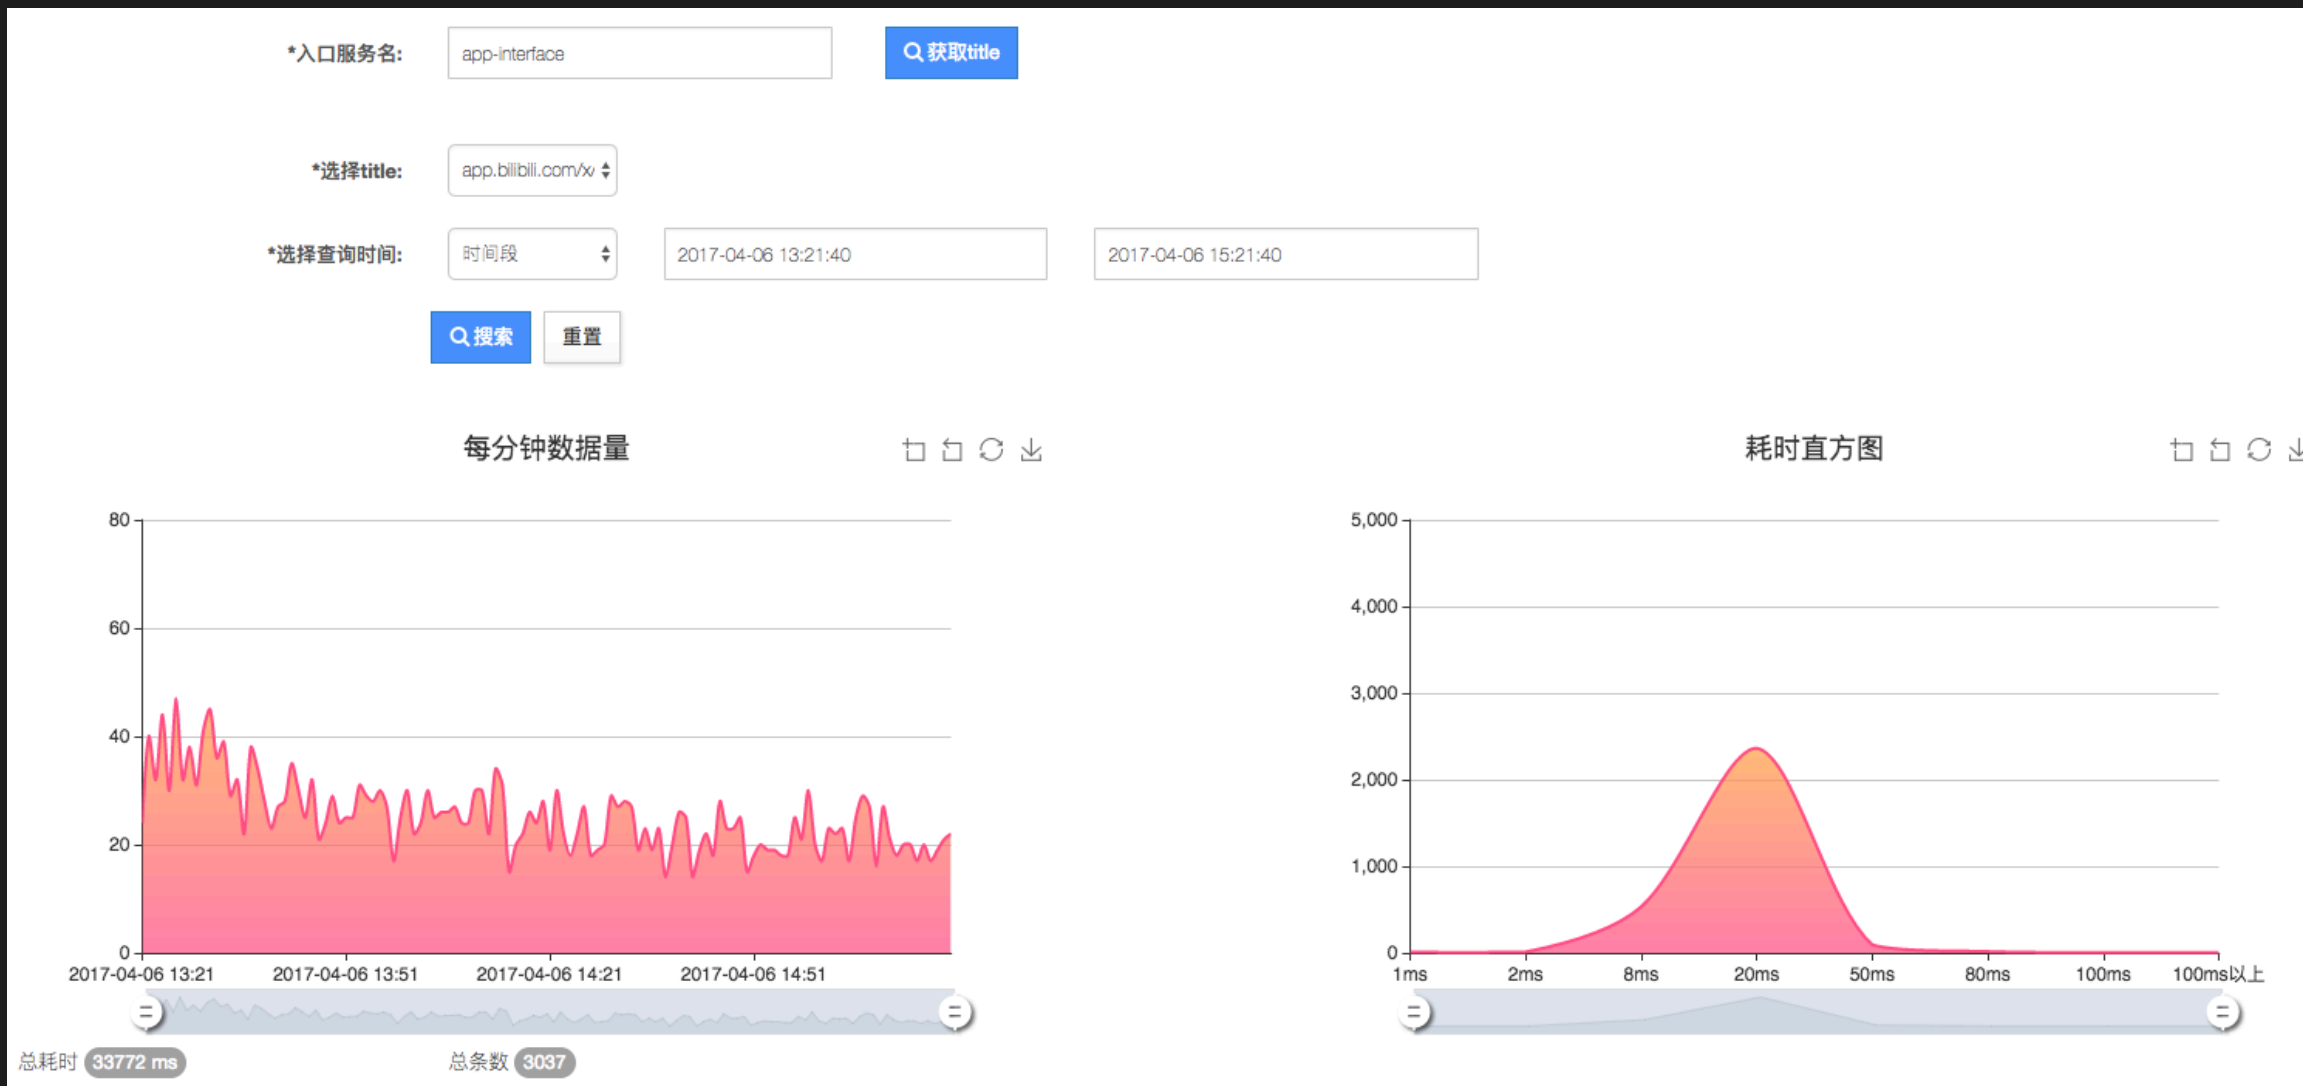 *入口服务名: app-interface 获取title
*选择title: app.bilibili.com/x/
*选择查询时间: 时间段 2017-04-06 13:21:40 2017-04-06 15:21:40
搜索 重置
每分钟数据量
80
60
40
20
0
2017-04-06 13:21 2017-04-06 13:51 2017-04-06 14:21 2017-04-06 14:51
耗时直方图
5,000
4,000
3,000
2,000
1,000
0
1ms 2ms 8ms 20ms 50ms 80ms 100ms 100ms以上
总耗时 33772 ms 总条数 3037